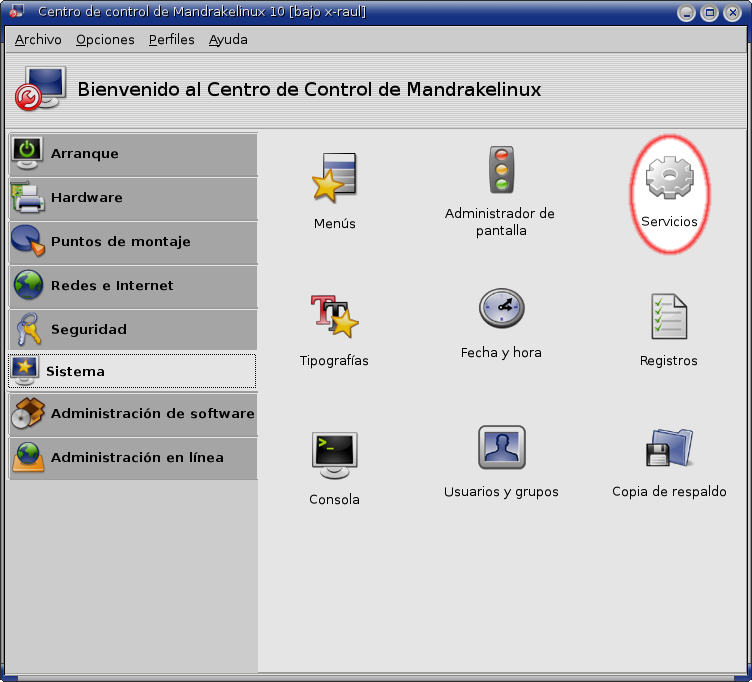 Centro de control de Mandrakelinux 10 [bajo x-raul]
Archivo Opciones Perfiles Ayuda
Bienvenido al Centro de Control de Mandrakelinux
Arranque
Hardware
Puntos de montaje
Redes e Internet
Seguridad
Sistema
Administración de software
Administración en línea
Menús
Administrador de
pantalla
Servicios
Tipografías
Fecha y hora
Registros
Consola
Usuarios y grupos
Copia de respaldo